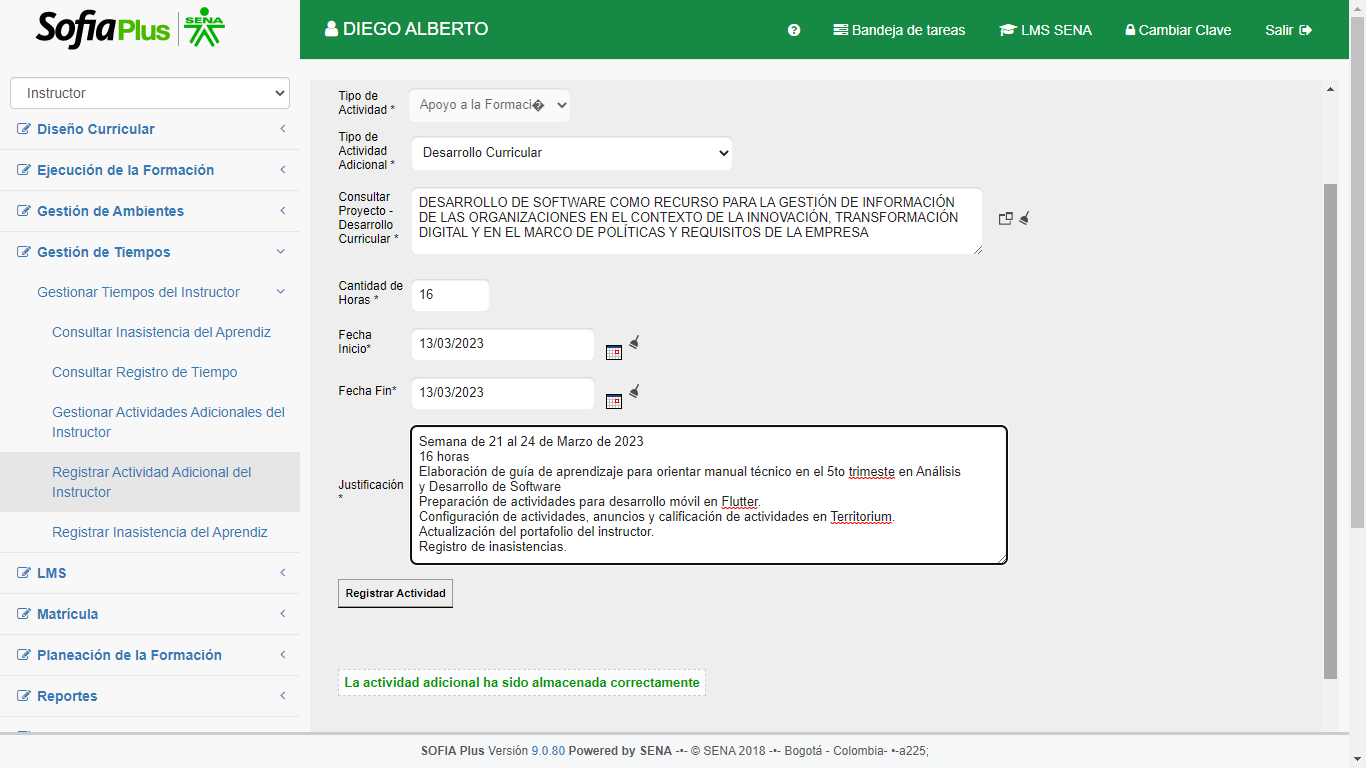 Sofia Plus SENA
DIEGO ALBERTO
Bandeja de tareas
LMS SENA
Cambiar Clave
Salir
Instructor
Diseño Curricular
Ejecución de la Formación
Gestión de Ambientes
Gestión de Tiempos
Gestionar Tiempos del Instructor
Consultar Inasistencia del Aprendiz
Consultar Registro de Tiempo
Gestionar Actividades Adicionales del
Instructor
Registrar Actividad Adicional del
Instructor
Registrar Inasistencia del Aprendiz
LMS
Matrícula
Planeación de la Formación
Reportes
Tipo de
Actividad *
Apoyo a la Formaci�
Tipo de
Actividad
Adicional *
Desarrollo Curricular
Consultar
Proyecto -
Desarrollo
Curricular *
DESARROLLO DE SOFTWARE COMO RECURSO PARA LA GESTIÓN DE INFORMACIÓN
DE LAS ORGANIZACIONES EN EL CONTEXTO DE LA INNOVACIÓN, TRANSFORMACIÓN
DIGITAL Y EN EL MARCO DE POLÍTICAS Y REQUISITOS DE LA EMPRESA
Cantidad de
Horas *
16
Fecha
Inicio*
13/03/2023
Fecha Fin*
13/03/2023
Justificación
*
Semana de 21 al 24 de Marzo de 2023
16 horas
Elaboración de guía de aprendizaje para orientar manual técnico en el 5to trimeste en Análisis
y Desarrollo de Software
Preparación de actividades para desarrollo móvil en Flutter.
Configuración de actividades, anuncios y calificación de actividades en Territorium.
Actualización del portafolio del instructor.
Registro de inasistencias.
Registrar Actividad
La actividad adicional ha sido almacenada correctamente
SOFIA Plus Versión 9.0.80 Powered by SENA -•- © SENA 2018 -•- Bogotá - Colombia- •-a225;